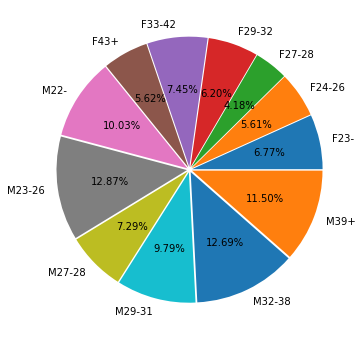 F33-42
F29-32
F43+
F27-28
7.45%
6.20%
M22-
5.62%
4.18%
F24-26
10.03%
5.61%
F23-
6.77%
12.87%
M23-26
11.50%
7.29%
M39+
9.79%
12.69%
M27-28
M32-38
M29-31